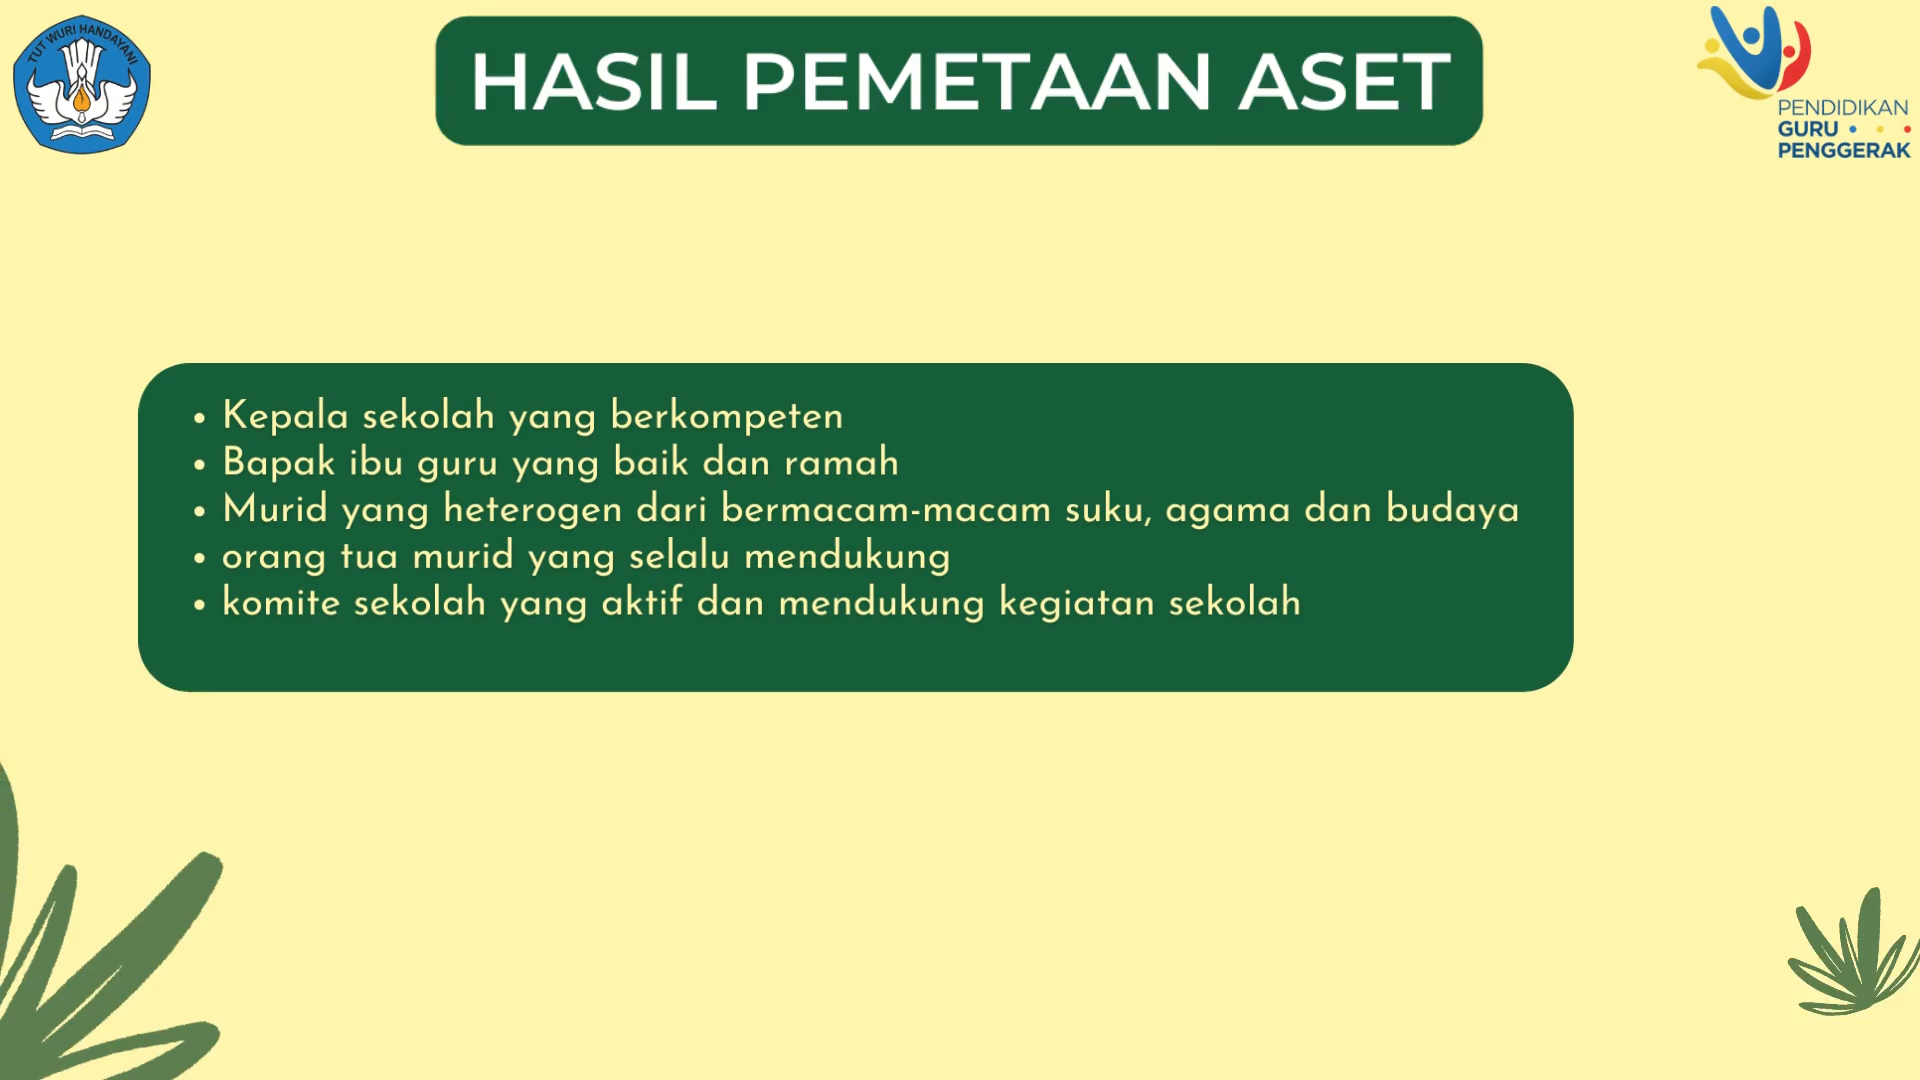 TUT WURI HANDAYANI
HASIL PEMETAAN ASET
PENDIDIKAN
GURU
PENGGERAK
• Kepala sekolah yang berkompeten
• Bapak ibu guru yang baik dan ramah
• Murid yang heterogen dari bermacam-macam suku, agama dan budaya
• orang tua murid yang selalu mendukung
• komite sekolah yang aktif dan mendukung kegiatan sekolah